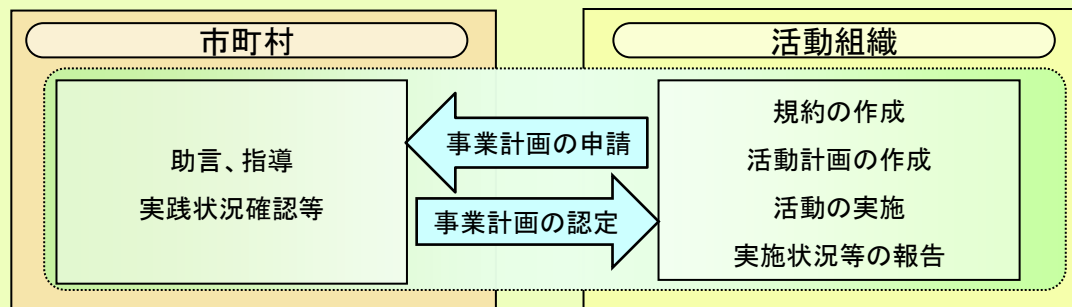 市町村
活動組織
助言、指導
実践状況確認等
事業計画の申請
事業計画の認定
規約の作成
活動計画の作成
活動の実施
実施状況等の報告